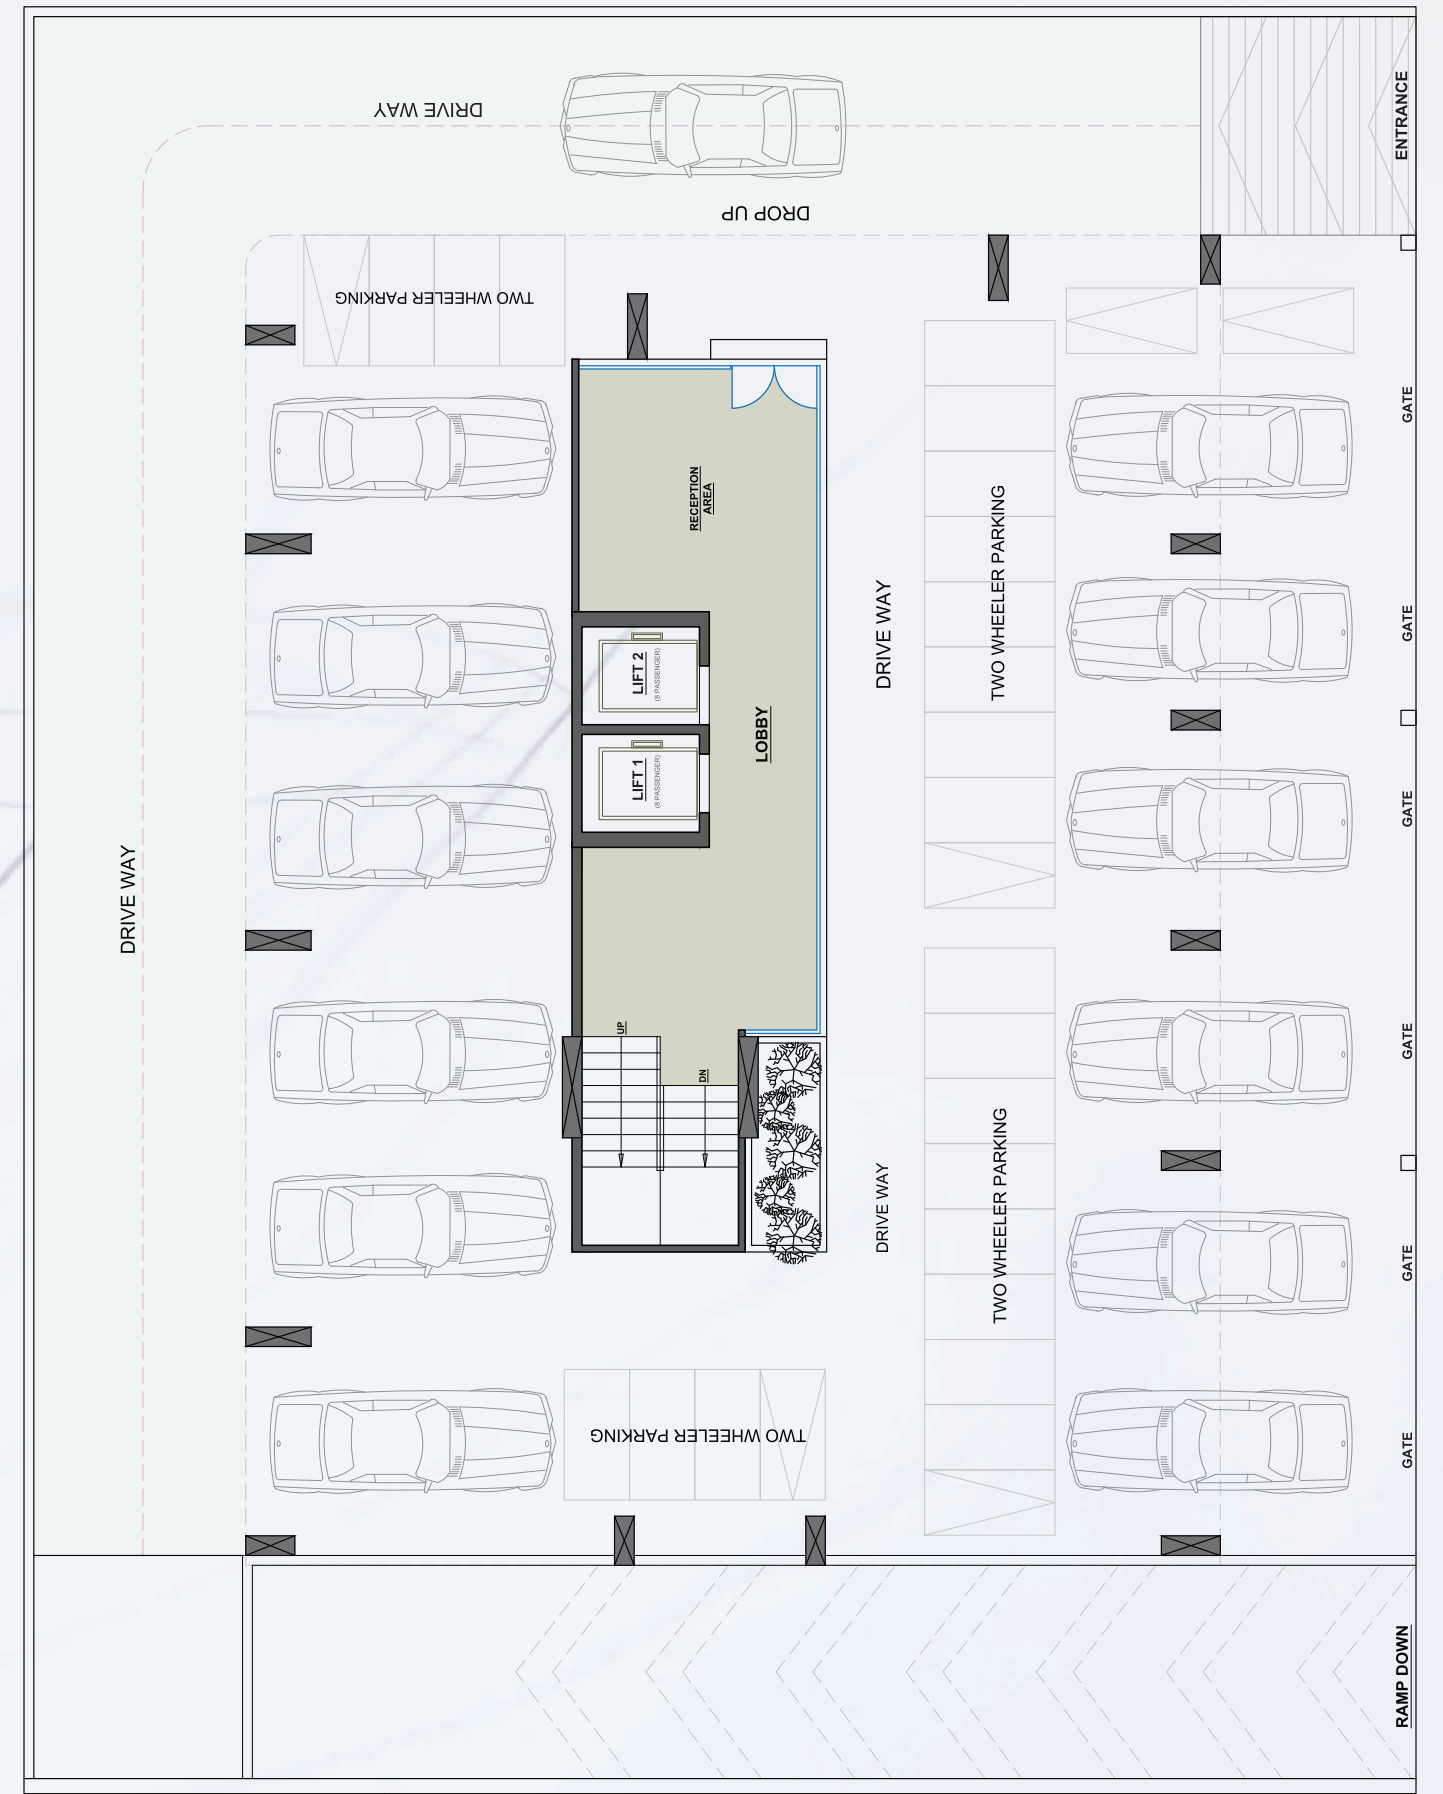 DRIVE WAY
ENTRANCE
DROP UP
TWO WHEELER PARKING
GATE
RECEPTION
AREA
TWO WHEELER PARKING
DRIVE WAY
GATE
LIFT 2
(8 PASSENGER)
LOBBY
LIFT 1
(8 PASSENGER)
GATE
DRIVE WAY
UP
DN
GATE
DRIVE WAY
TWO WHEELER PARKING
GATE
TWO WHEELER PARKING
GATE
RAMP DOWN